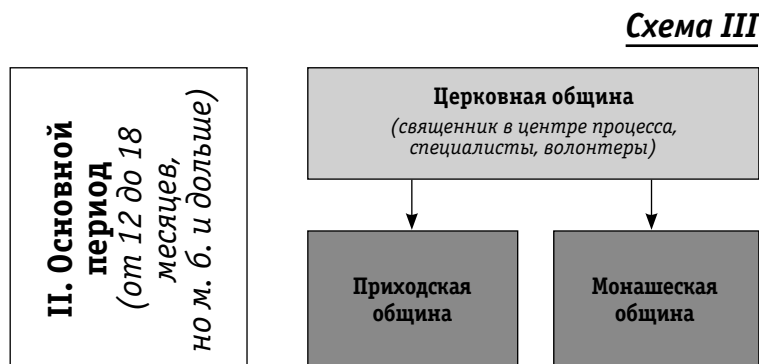 Схема III
II. Основной
период
(от 12 до 18
месяцев,
но м. б. и дольше)
Церковная община
(священник в центре процесса,
специалисты, волонтеры)
Приходская
община
Монашеская
община